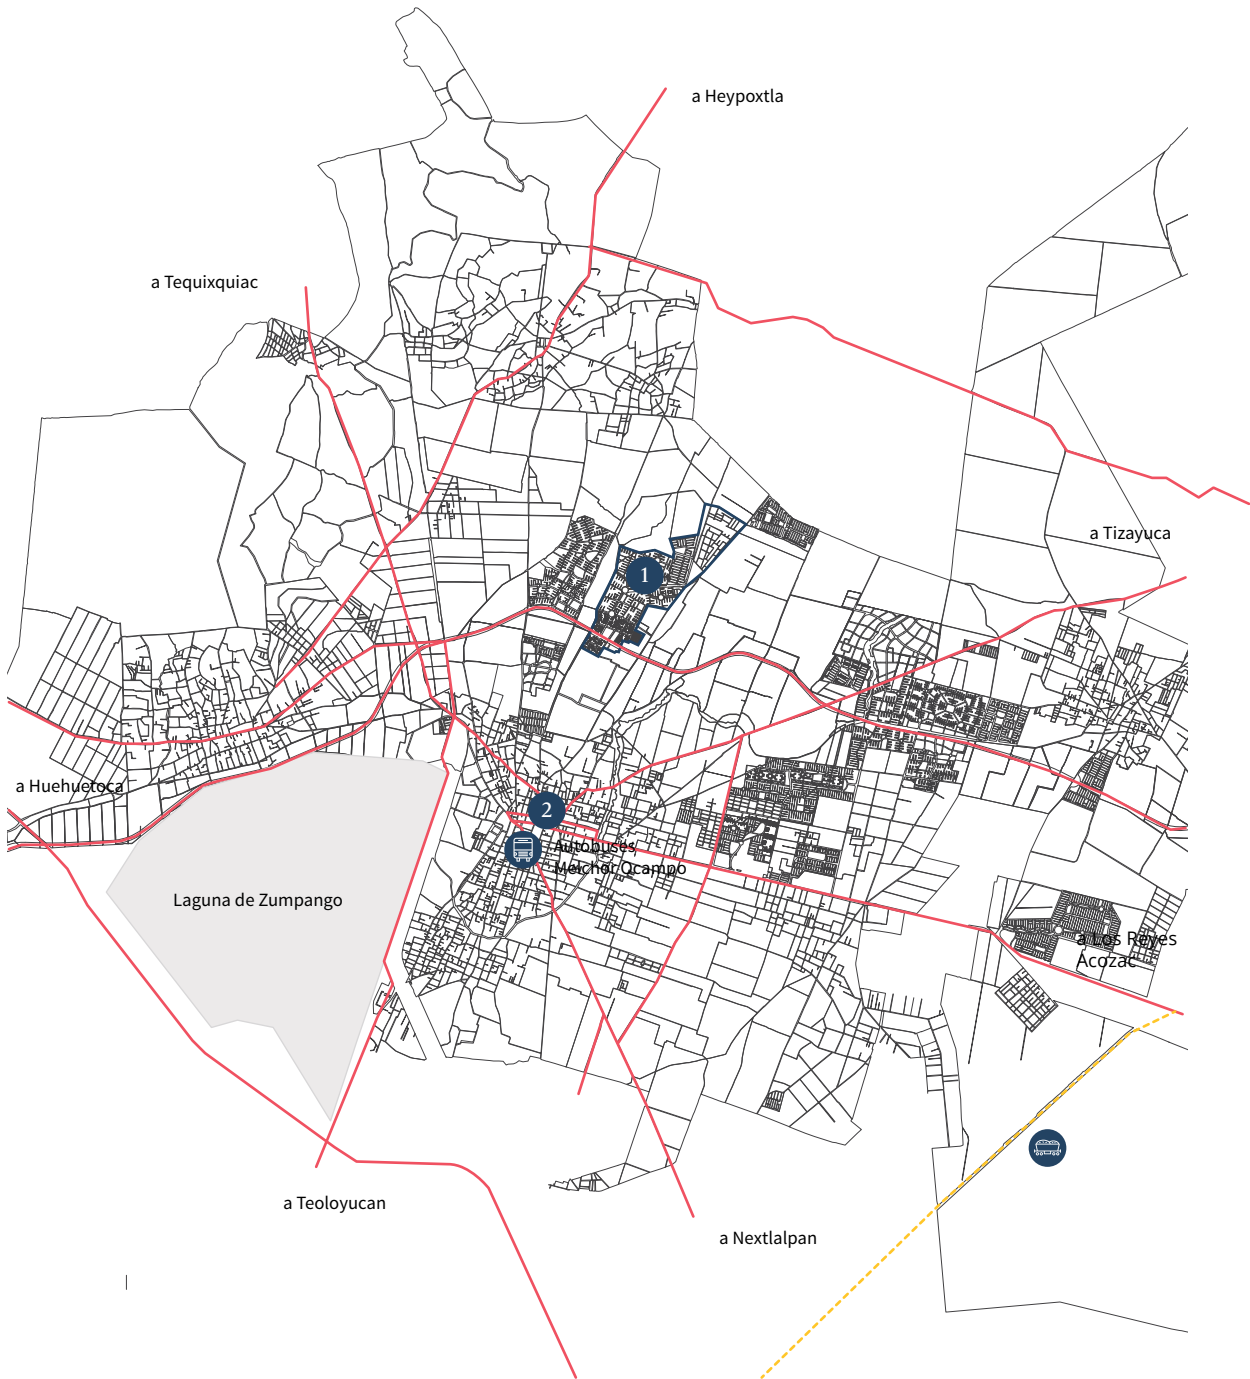 a Heypoxtla
a Tequixquiac
a Tizayuca
1
a Huehuetoca
2
Autobuses
Melchor Ocampo
Laguna de Zumpango
a Los Reyes
Acozac
a Teoloyucan
a Nextlalpan